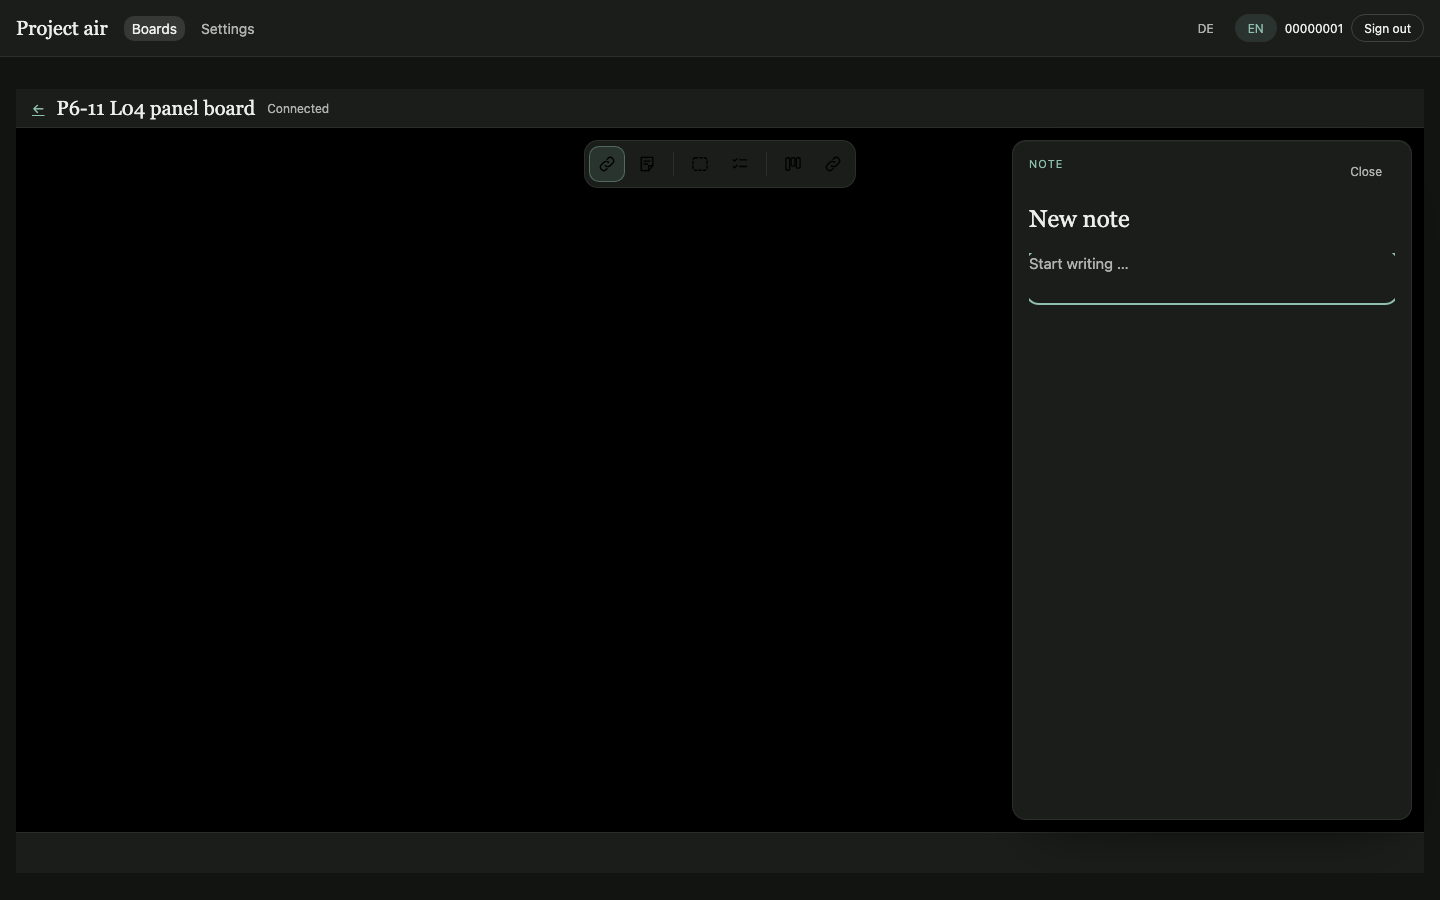 Project air Boards Settings DE EN 00000001 Sign out
P6-11 L04 panel board Connected
NOTE
Close
New note
Start writing ...